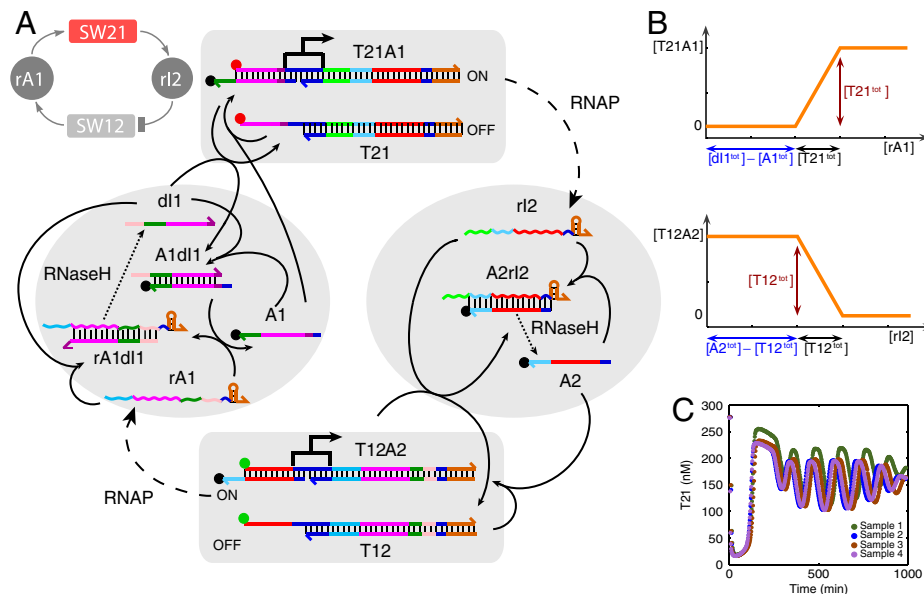 A
SW21
rA1
rI2
SW12
T21A1
ON
OFF
T21
RNAP
dI1
A1dI1
RNaseH
A1
rA1dI1
rA1
rI2
A2rI2
RNaseH
A2
RNAP
T12A2
ON
OFF
T12
B
[T21A1]
[T21tot]
0
[rA1]
[dI1tot]–[A1tot]
[T21tot]
[T12A2]
[T12tot]
0
[rI2]
[A2tot]–[T12tot]
[T12tot]
C
300
250
200
150
100
50
0
T21 (nM)
Sample 1
Sample 2
Sample 3
Sample 4
0
500
1000
Time (min)